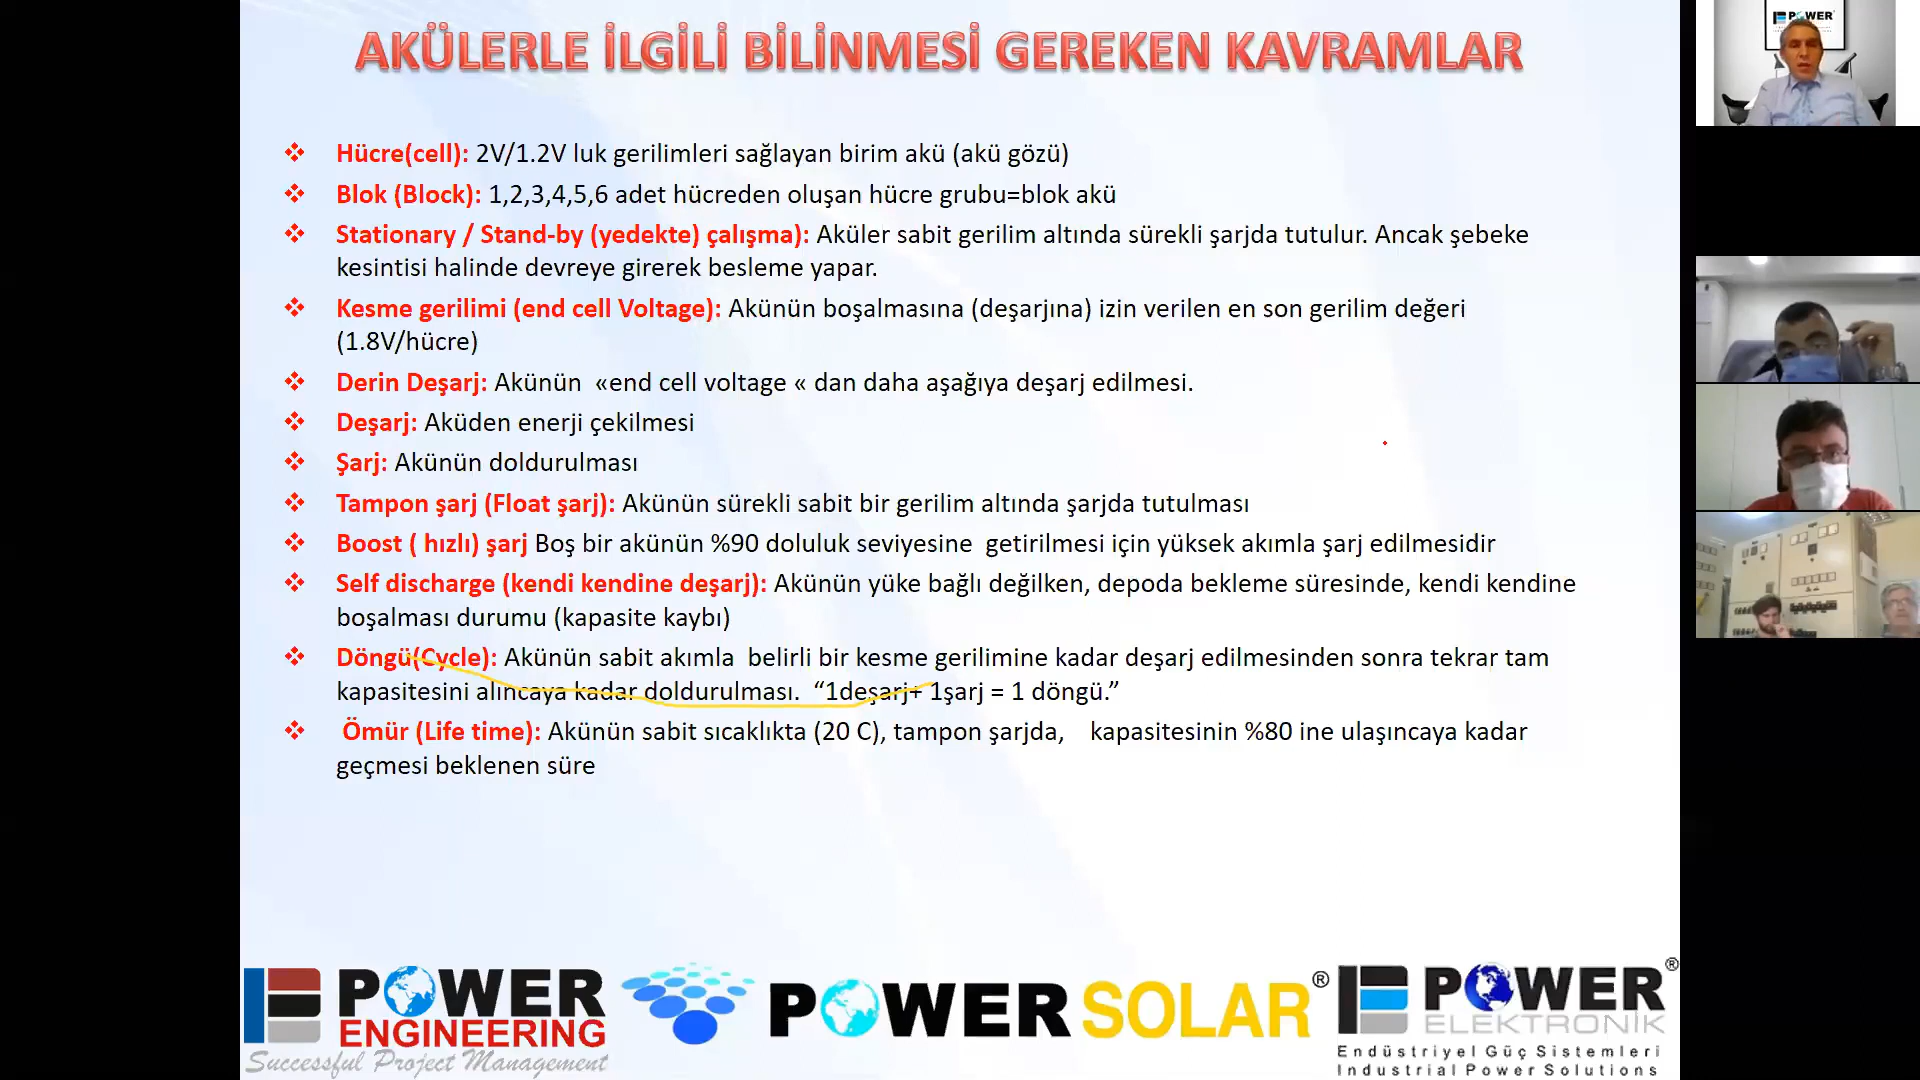 AKÜLERLE İLGİLİ BİLİNMESİ GEREKEN KAVRAMLAR
Hücre(cell): 2V/1.2V luk gerilimleri sağlayan birim akü (akü gözü)
Blok (Block): 1,2,3,4,5,6 adet hücreden oluşan hücre grubu=blok akü
Stationary / Stand-by (yedekte) çalışma): Aküler sabit gerilim altında sürekli şarjda tutulur. Ancak şebeke
kesintisi halinde devreye girerek besleme yapar.
Kesme gerilimi (end cell Voltage): Akünün boşalmasına (deşarjına) izin verilen en son gerilim değeri
(1.8V/hücre)
Derin Deşarj: Akünün «end cell voltage « dan daha aşağıya deşarj edilmesi.
Deşarj: Aküden enerji çekilmesi
Şarj: Akünün doldurulması
Tampon şarj (Float şarj): Akünün sürekli sabit bir gerilim altında şarjda tutulması
Boost ( hızlı) şarj Boş bir akünün %90 doluluk seviyesine getirilmesi için yüksek akımla şarj edilmesidir
Self discharge (kendi kendine deşarj): Akünün yüke bağlı değilken, depoda bekleme süresinde, kendi kendine
boşalması durumu (kapasite kaybı)
Döngü(Cycle): Akünün sabit akımla belirli bir kesme gerilimine kadar deşarj edilmesinden sonra tekrar tam
kapasitesini alıncaya kadar doldurulması. “1deşarj+ 1şarj = 1 döngü.”
Ömür (Life time): Akünün sabit sıcaklıkta (20 C), tampon şarjda, kapasitesinin %80 ine ulaşıncaya kadar
geçmesi beklenen süre
POWER
ENGINEERING
Successful Project Management
POWER SOLAR®
POWER®
ELEKTRONİK
Endüstriyel Güç Sistemleri
Industrial Power Solutions
POWER